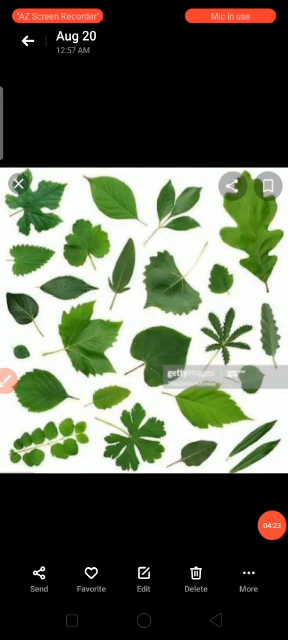 "AZ Screen Recorder"
Mic in use
Aug 20
12:57 AM
gettyimages
04:23
Send
Favorite
Edit
Delete
More